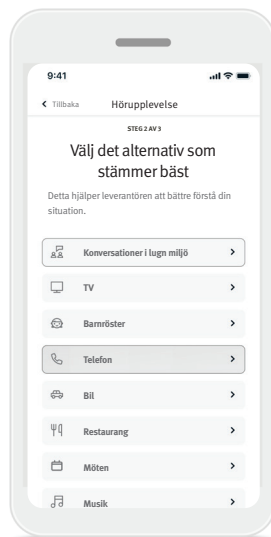 9:41
Tillbaka Hörupplevelse
STEG 2 AV 3
Välj det alternativ som
stämmer bäst
Detta hjälper leverantören att bättre förstå din
situation.
Konversationer i lugn miljö
TV
Barnröster
Telefon
Bil
Restaurang
Möten
Musik